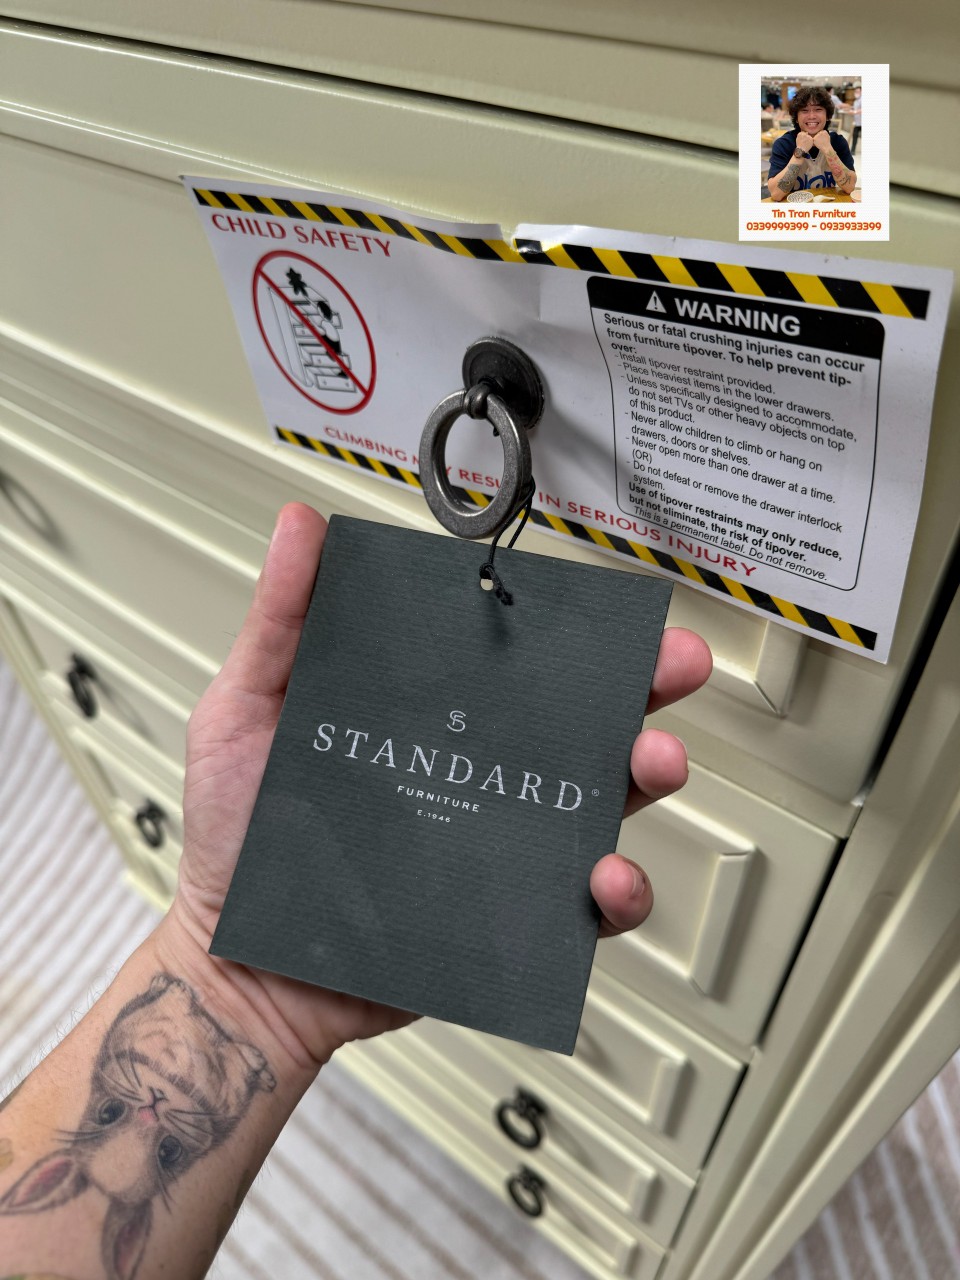 Tin Tran Furniture
0339999399 - 0933933399
CHILD SAFETY
WARNING
Serious or fatal crushing injuries can occur
from furniture tipover. To help prevent tip-
over:
- Install tipover restraint provided.
- Place heaviest items in the lower drawers.
- Unless specifically designed to accommodate,
do not set TVs or other heavy objects on top
of this product.
- Never allow children to climb or hang on
drawers, doors or shelves.
- Never open more than one drawer at a time.
(OR)
- Do not defeat or remove the drawer interlock
system.
Use of tipover restraints may only reduce,
but not eliminate, the risk of tipover.
This is a permanent label. Do not remove.
CLIMBING RESU IN SERIOUS INJURY
SF
STANDARD®
FURNITURE
E.1946